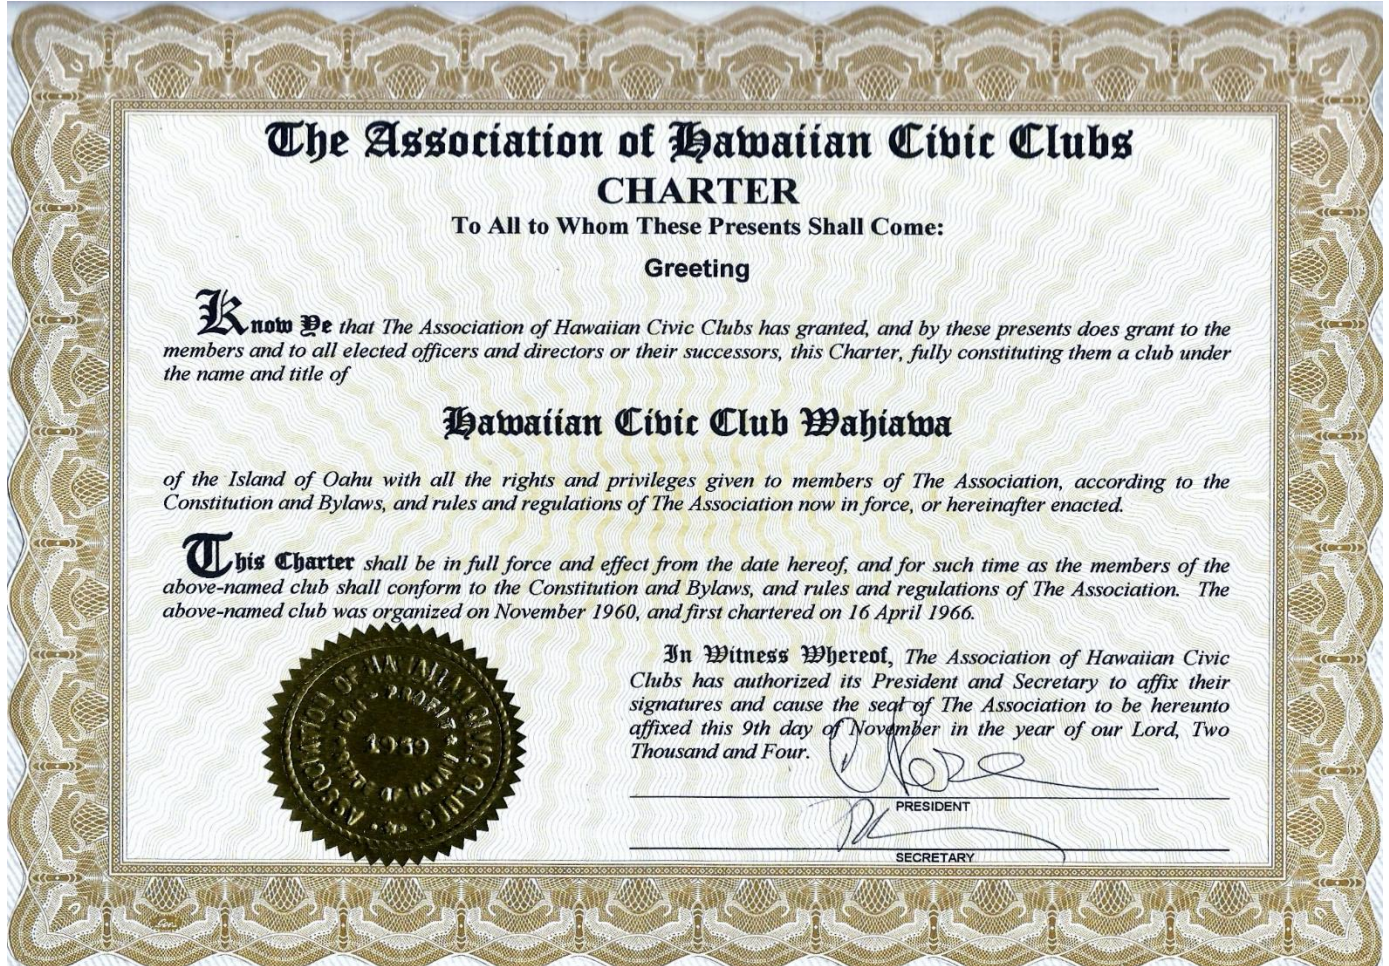 The Association of Hawaiian Civic Clubs
CHARTER
To All to Whom These Presents Shall Come:
Greeting
Know Ye that The Association of Hawaiian Civic Clubs has granted, and by these presents does grant to the
members and to all elected officers and directors or their successors, this Charter, fully constituting them a club under
the name and title of
Hawaiian Civic Club Wahiawa
of the Island of Oahu with all the rights and privileges given to members of The Association, according to the
Constitution and Bylaws, and rules and regulations of The Association now in force, or hereinafter enacted.
This Charter shall be in full force and effect from the date hereof, and for such time as the members of the
above-named club shall conform to the Constitution and Bylaws, and rules and regulations of The Association. The
above-named club was organized on November 1960, and first chartered on 16 April 1966.
In Witness Whereof, The Association of Hawaiian Civic
Clubs has authorized its President and Secretary to affix their
signatures and cause the seal of The Association to be hereunto
affixed this 9th day of November in the year of our Lord, Two
Thousand and Four.
PRESIDENT
SECRETARY
ASSOCIATION OF HAWAIIAN CIVIC CLUBS
NON-PROFIT
1959
STATE OF HAWAII